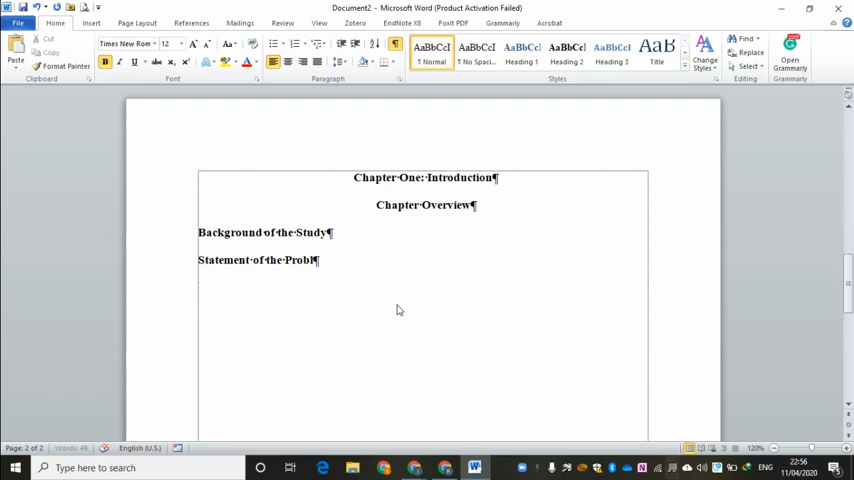 Document2 - Microsoft Word (Product Activation Failed)
File Home Insert Page Layout References Mailings Review View Zotero EndNote X9 Foxit PDF Grammarly Acrobat
Paste Cut Copy Format Painter Clipboard
Times New Rom 12 Font
Paragraph
AaBbCcI ¶ Normal AaBbCcI ¶ No Spaci... AaBbCc Heading 1 AaBbCc Heading 2 AaBbCcI Heading 3 AaBb Title Change Styles Styles
Find Replace Select Editing
Open Grammarly Grammarly
Chapter·One:·Introduction¶
Chapter·Overview¶
Background·of·the·Study¶
Statement·of·the·Probl¶
Page: 2 of 2 Words: 49 English (U.S.) 120%
Type here to search ENG 22:56 11/04/2020